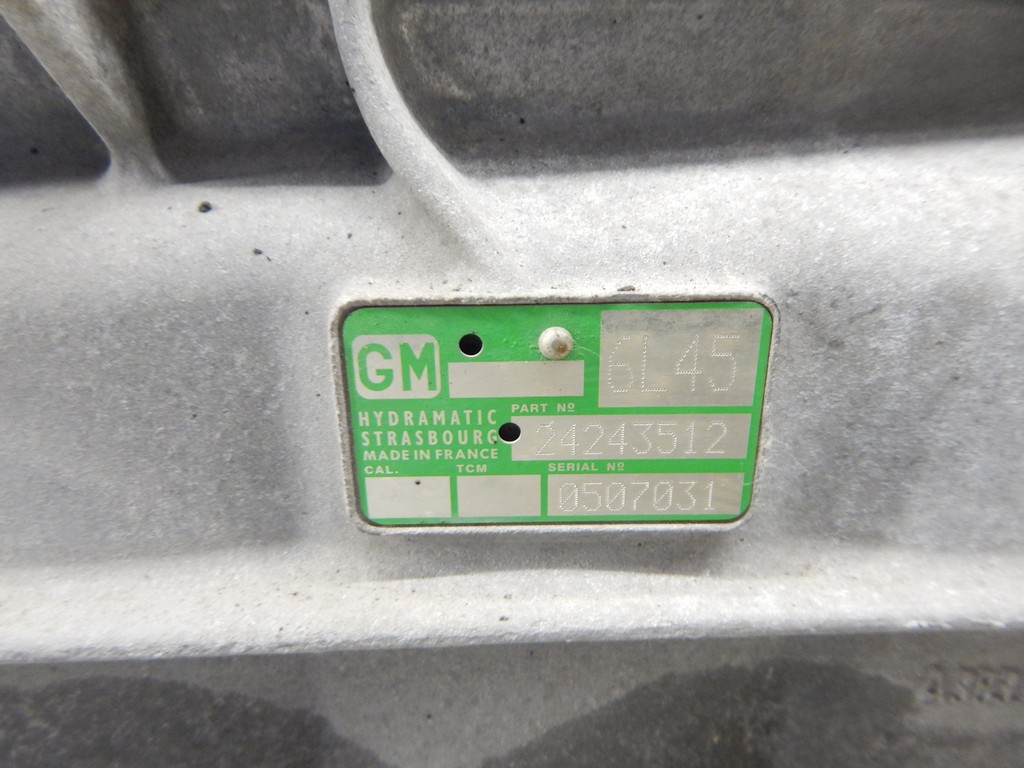 GM
6L45
HYDRAMATIC
STRASBOURG
MADE IN FRANCE
PART Nº
24243512
CAL.
TCM
SERIAL Nº
0507031